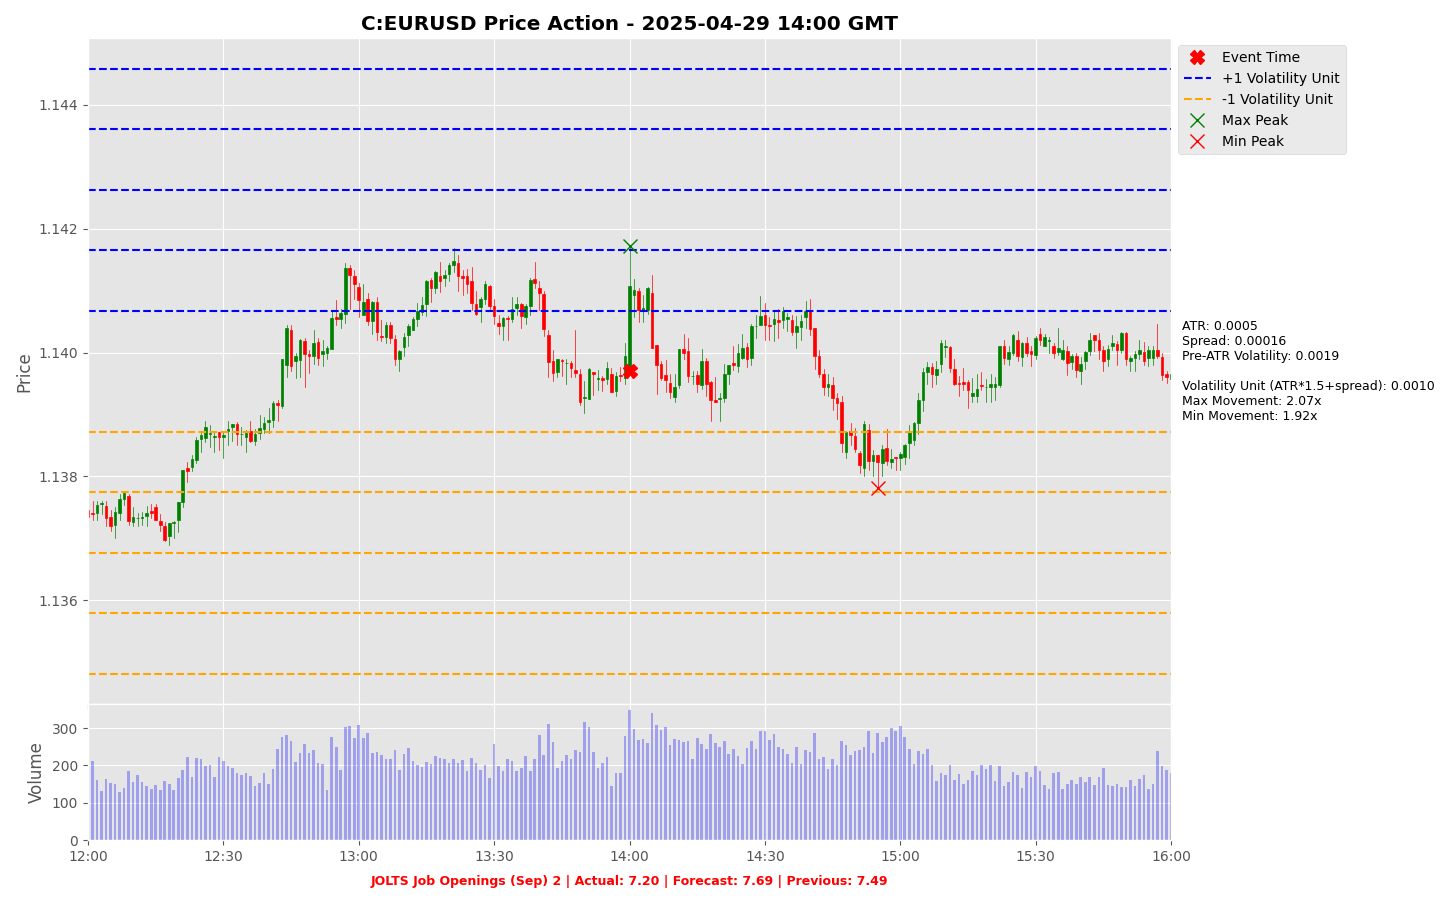 C:EURUSD Price Action - 2025-04-29 14:00 GMT
Event Time
+1 Volatility Unit
-1 Volatility Unit
Max Peak
Min Peak
1.144
1.142
1.140
1.138
1.136
Price
ATR: 0.0005
Spread: 0.00016
Pre-ATR Volatility: 0.0019
Volatility Unit (ATR*1.5+spread): 0.0010
Max Movement: 2.07x
Min Movement: 1.92x
300
200
100
0
Volume
12:00 12:30 13:00 13:30 14:00 14:30 15:00 15:30 16:00
JOLTS Job Openings (Sep) 2 | Actual: 7.20 | Forecast: 7.69 | Previous: 7.49